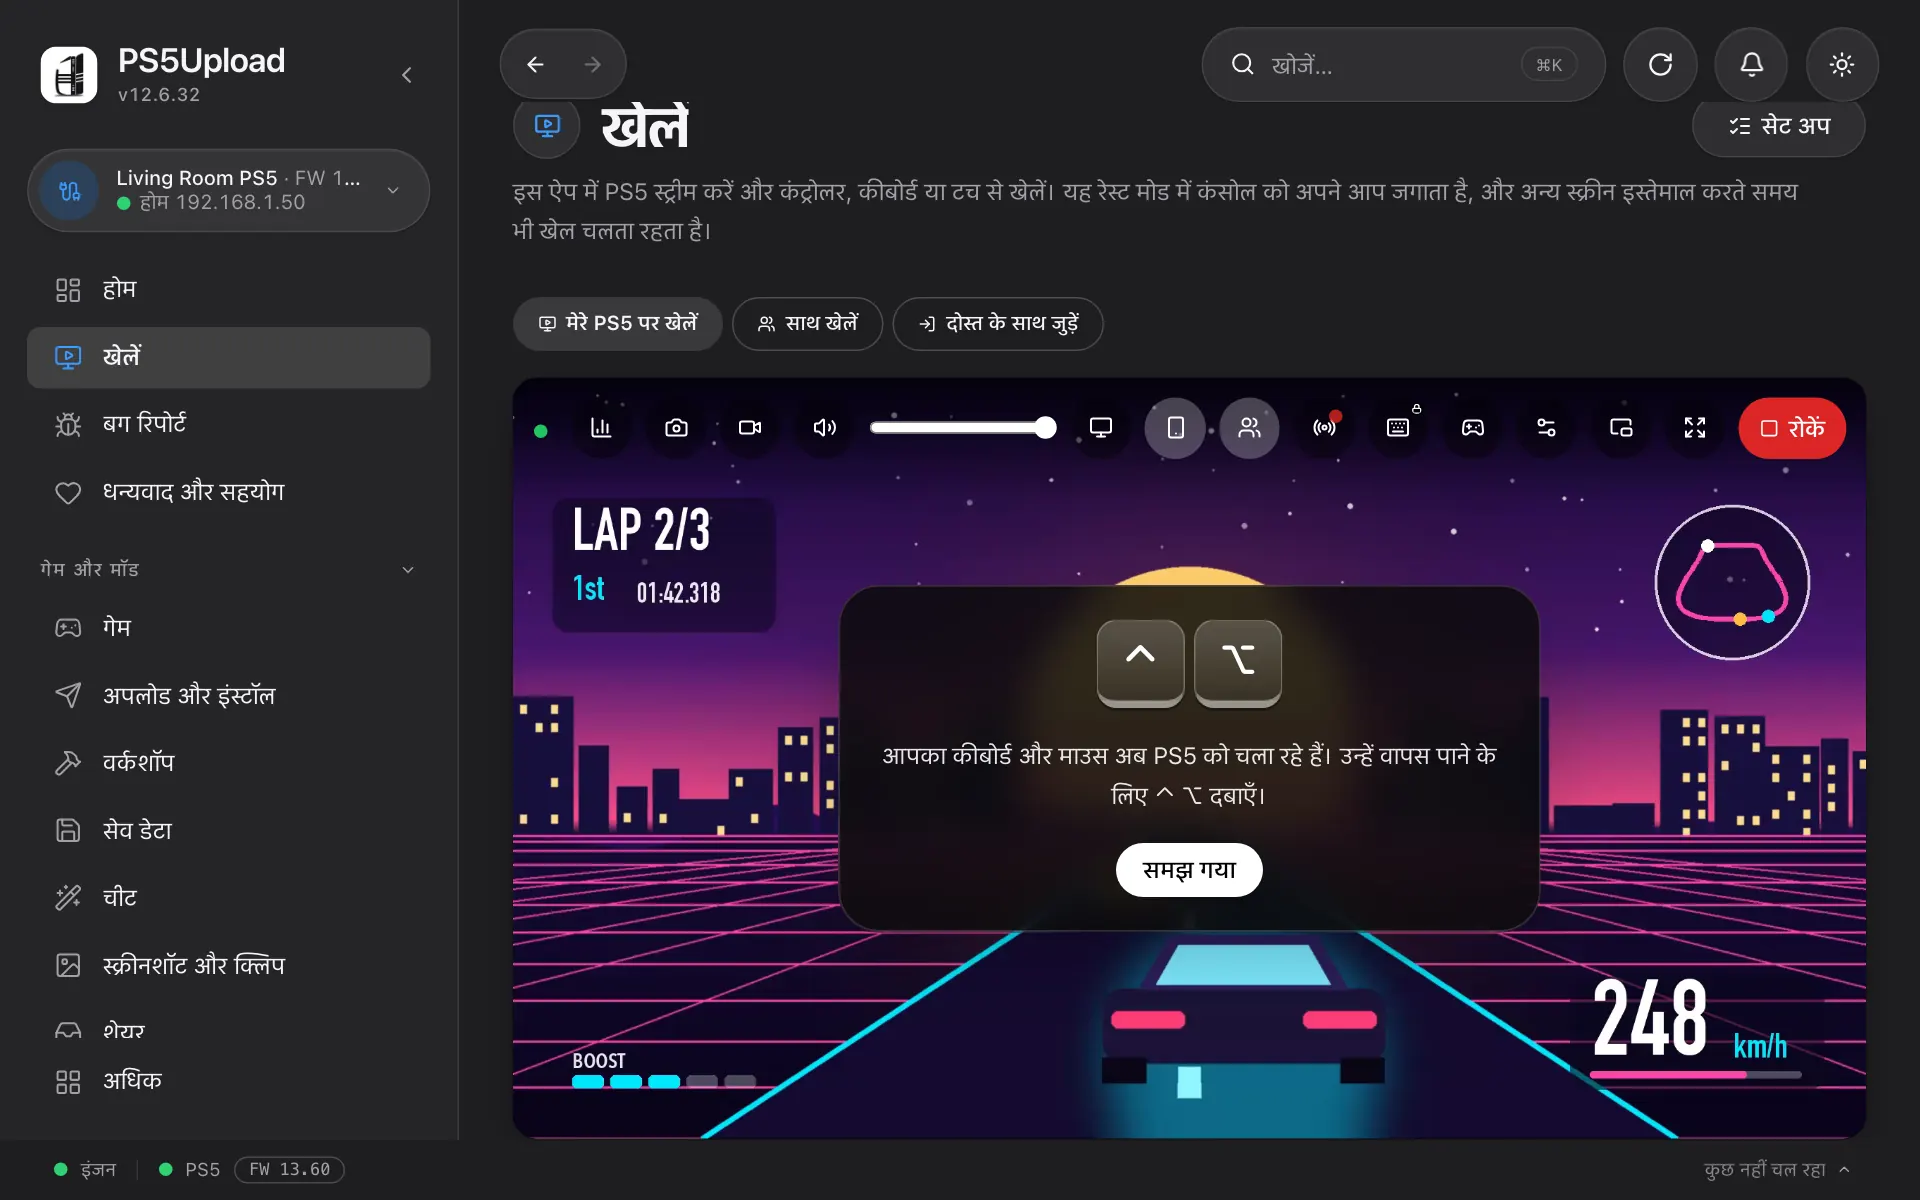 PS5Upload
v12.6.32
Living Room PS5 · FW 1...
होम 192.168.1.50
होम
खेलें
बग रिपोर्ट
धन्यवाद और सहयोग
गेम और मॉड
गेम
अपलोड और इंस्टॉल
वर्कशॉप
सेव डेटा
चीट
स्क्रीनशॉट और क्लिप
शेयर
अधिक
खोजें...
⌘K
खेलें
सेट अप
इस ऐप में PS5 स्ट्रीम करें और कंट्रोलर, कीबोर्ड या टच से खेलें। यह रेस्ट मोड में कंसोल को अपने आप जगाता है, और अन्य स्क्रीन इस्तेमाल करते समय
भी खेल चलता रहता है।
मेरे PS5 पर खेलें
साथ खेलें
दोस्त के साथ जुड़ें
रोकें
LAP 2/3
1st 01:42.318
^ ⌥
आपका कीबोर्ड और माउस अब PS5 को चला रहे हैं। उन्हें वापस पाने के
लिए ^ ⌥ दबाएँ।
समझ गया
BOOST
248 km/h
इंजन
PS5
FW 13.60
कुछ नहीं चल रहा